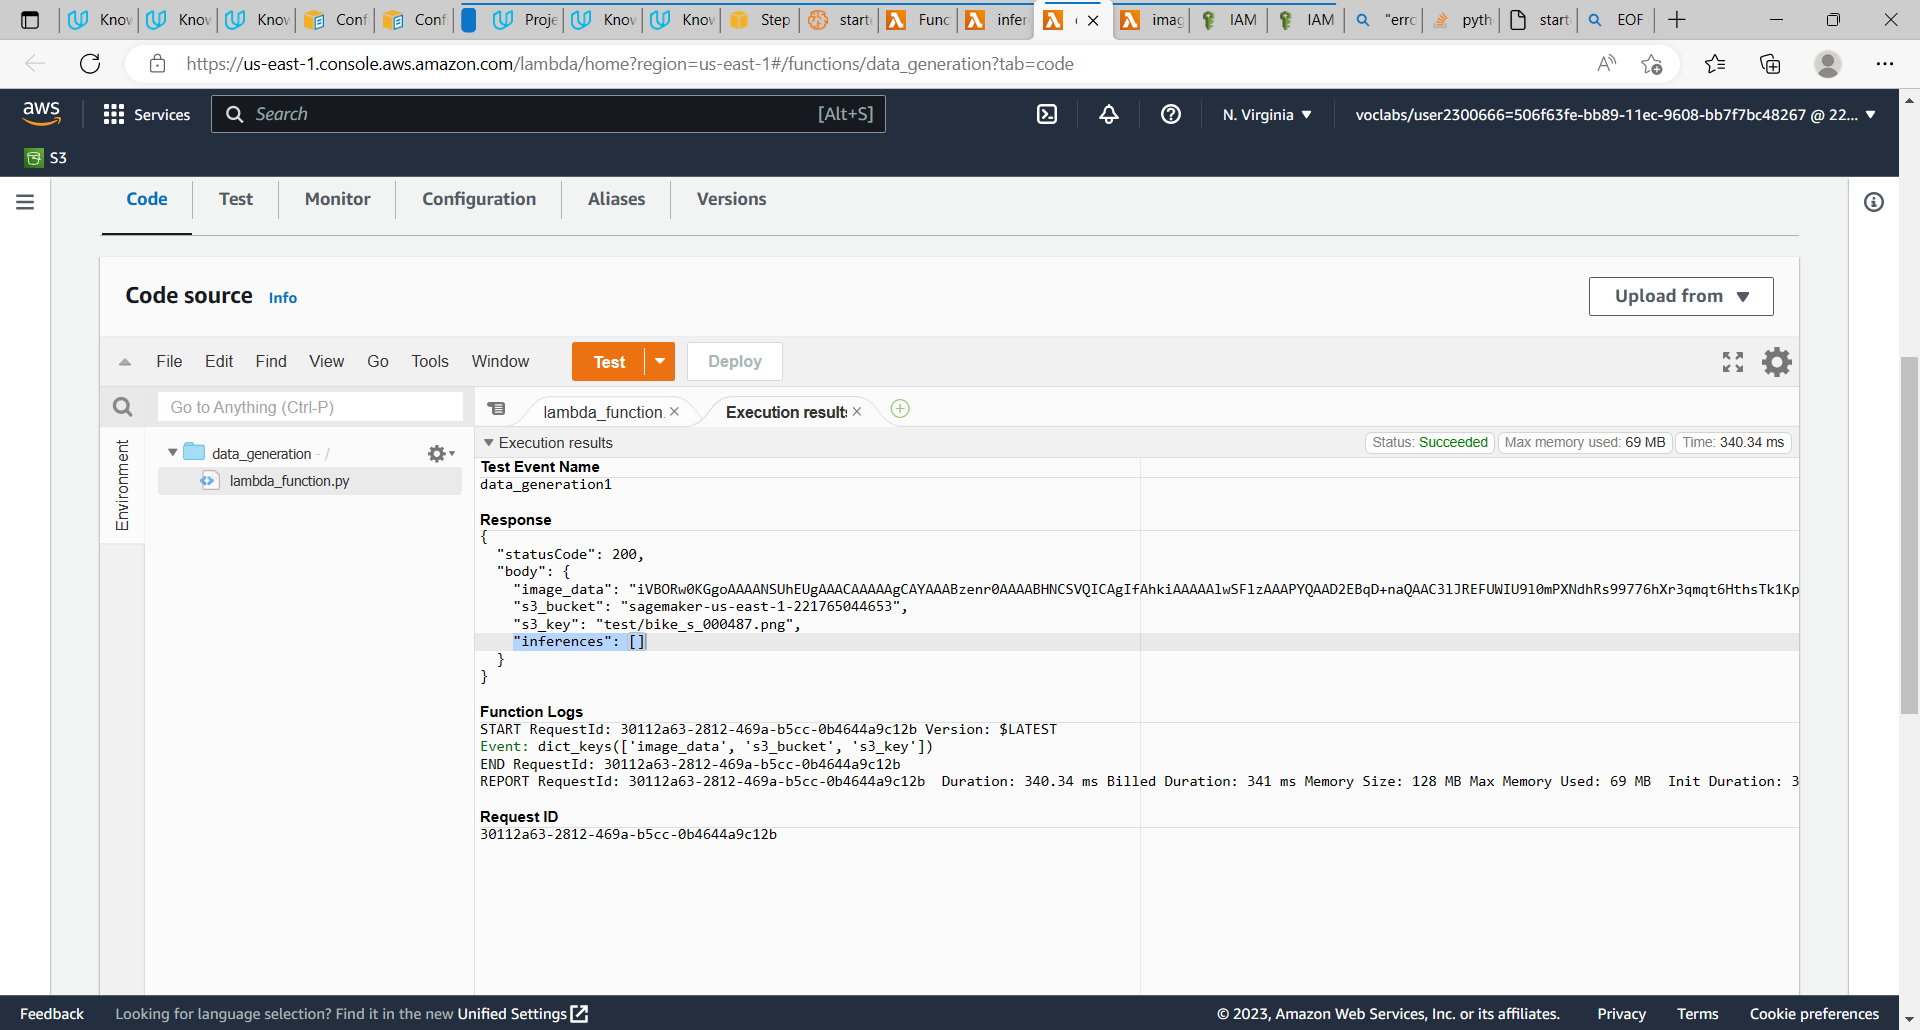 Knov
Knov
Knov
Conf
Conf
Proje
Knov
Knov
Step
start
Func
infer
imag
IAM
IAM
"erro
pyth
start
EOF
https://us-east-1.console.aws.amazon.com/lambda/home?region=us-east-1#/functions/data_generation?tab=code
aws
Services
Search
[Alt+S]
N. Virginia
voclabs/user2300666=506f63fe-bb89-11ec-9608-bb7f7bc48267 @ 22...
S3
Code
Test
Monitor
Configuration
Aliases
Versions
Code source
Info
Upload from
File
Edit
Find
View
Go
Tools
Window
Test
Deploy
Go to Anything (Ctrl-P)
lambda_function.
Execution results
Environment
data_generation - /
lambda_function.py
Execution results
Status: Succeeded
Max memory used: 69 MB
Time: 340.34 ms
Test Event Name
data_generation1
Response
{
"statusCode": 200,
"body": {
"image_data": "iVBORw0KGgoAAAANSUhEUgAAACAAAAAgCAYAAABzenr0AAAABHNCSVQICAgIfAhkiAAAAAlwSFlzAAAPYQAAD2EBqD+naQAAC3lJREFUWIU9l0mPXNdhRs99776hXr3qmqt6HthsTk1Kp
"s3_bucket": "sagemaker-us-east-1-221765044653",
"s3_key": "test/bike_s_000487.png",
"inferences": []
}
}
Function Logs
START RequestId: 30112a63-2812-469a-b5cc-0b4644a9c12b Version: $LATEST
Event: dict_keys(['image_data', 's3_bucket', 's3_key'])
END RequestId: 30112a63-2812-469a-b5cc-0b4644a9c12b
REPORT RequestId: 30112a63-2812-469a-b5cc-0b4644a9c12b Duration: 340.34 ms Billed Duration: 341 ms Memory Size: 128 MB Max Memory Used: 69 MB Init Duration: 3
Request ID
30112a63-2812-469a-b5cc-0b4644a9c12b
Feedback
Looking for language selection? Find it in the new Unified Settings
© 2023, Amazon Web Services, Inc. or its affiliates.
Privacy
Terms
Cookie preferences